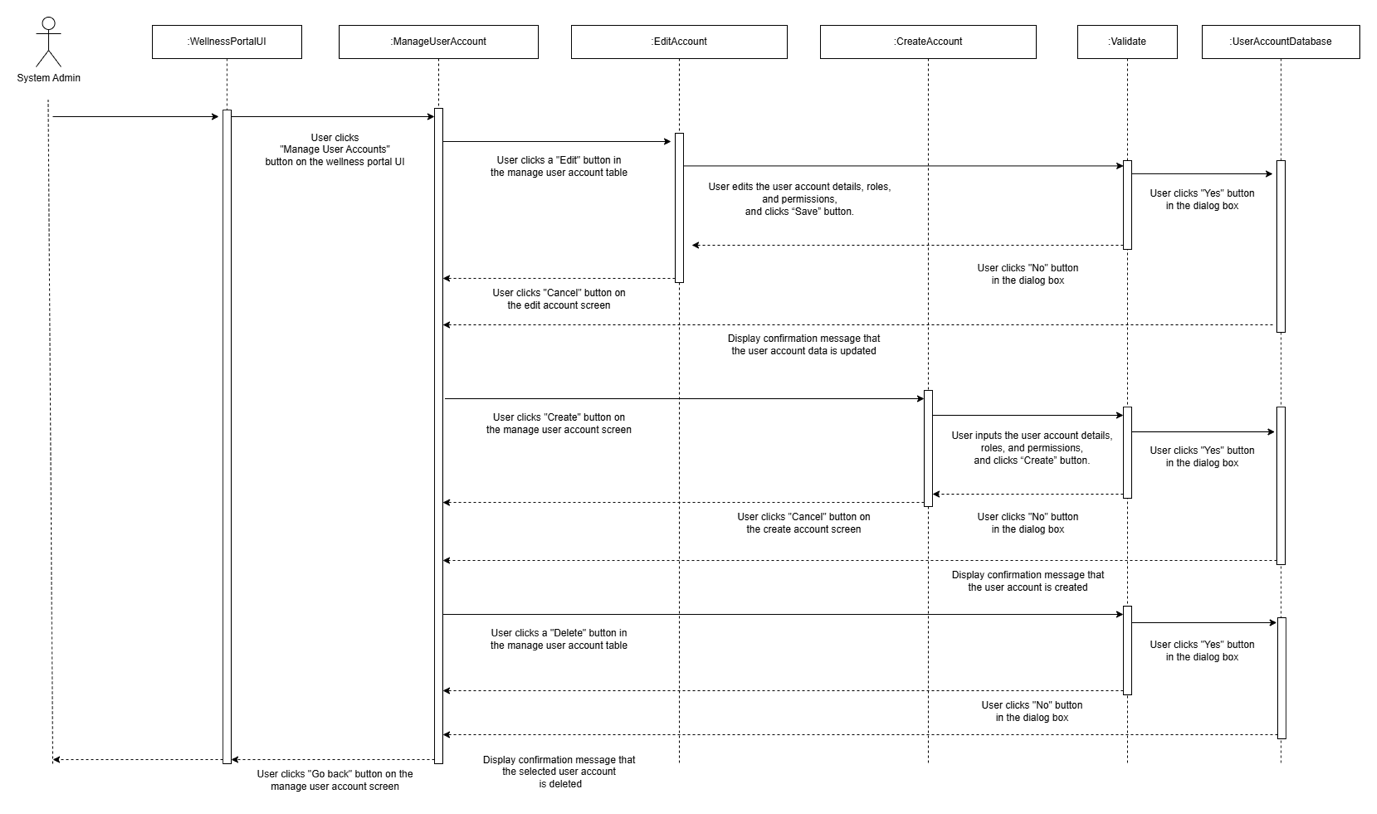 :WellnessPortalUI
:ManageUserAccount
:EditAccount
:CreateAccount
:Validate
:UserAccountDatabase
System Admin
User clicks
"Manage User Accounts"
button on the wellness portal UI
User clicks a "Edit" button in
the manage user account table
User edits the user account details, roles,
and permissions,
and clicks “Save” button.
User clicks "Yes" button
in the dialog box
User clicks "No" button
in the dialog box
User clicks "Cancel" button on
the edit account screen
Display confirmation message that
the user account data is updated
User clicks "Create" button on
the manage user account screen
User inputs the user account details,
roles, and permissions,
and clicks “Create” button.
User clicks "Yes" button
in the dialog box
User clicks "Cancel" button on
the create account screen
User clicks "No" button
in the dialog box
Display confirmation message that
the user account is created
User clicks a "Delete" button in
the manage user account table
User clicks "Yes" button
in the dialog box
User clicks "No" button
in the dialog box
Display confirmation message that
the selected user account
is deleted
User clicks "Go back" button on the
manage user account screen